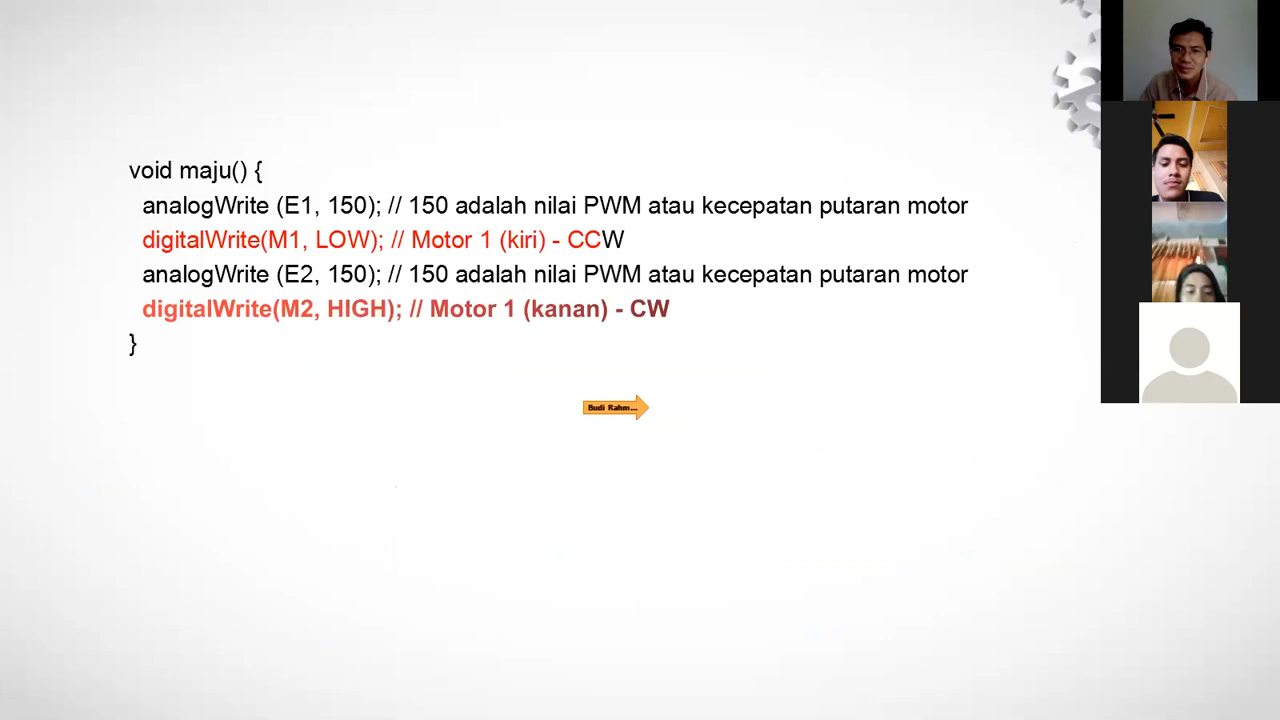 void maju() {
analogWrite (E1, 150); // 150 adalah nilai PWM atau kecepatan putaran motor
digitalWrite(M1, LOW); // Motor 1 (kiri) - CCW
analogWrite (E2, 150); // 150 adalah nilai PWM atau kecepatan putaran motor
digitalWrite(M2, HIGH); // Motor 1 (kanan) - CW
}
Budi Rahm...